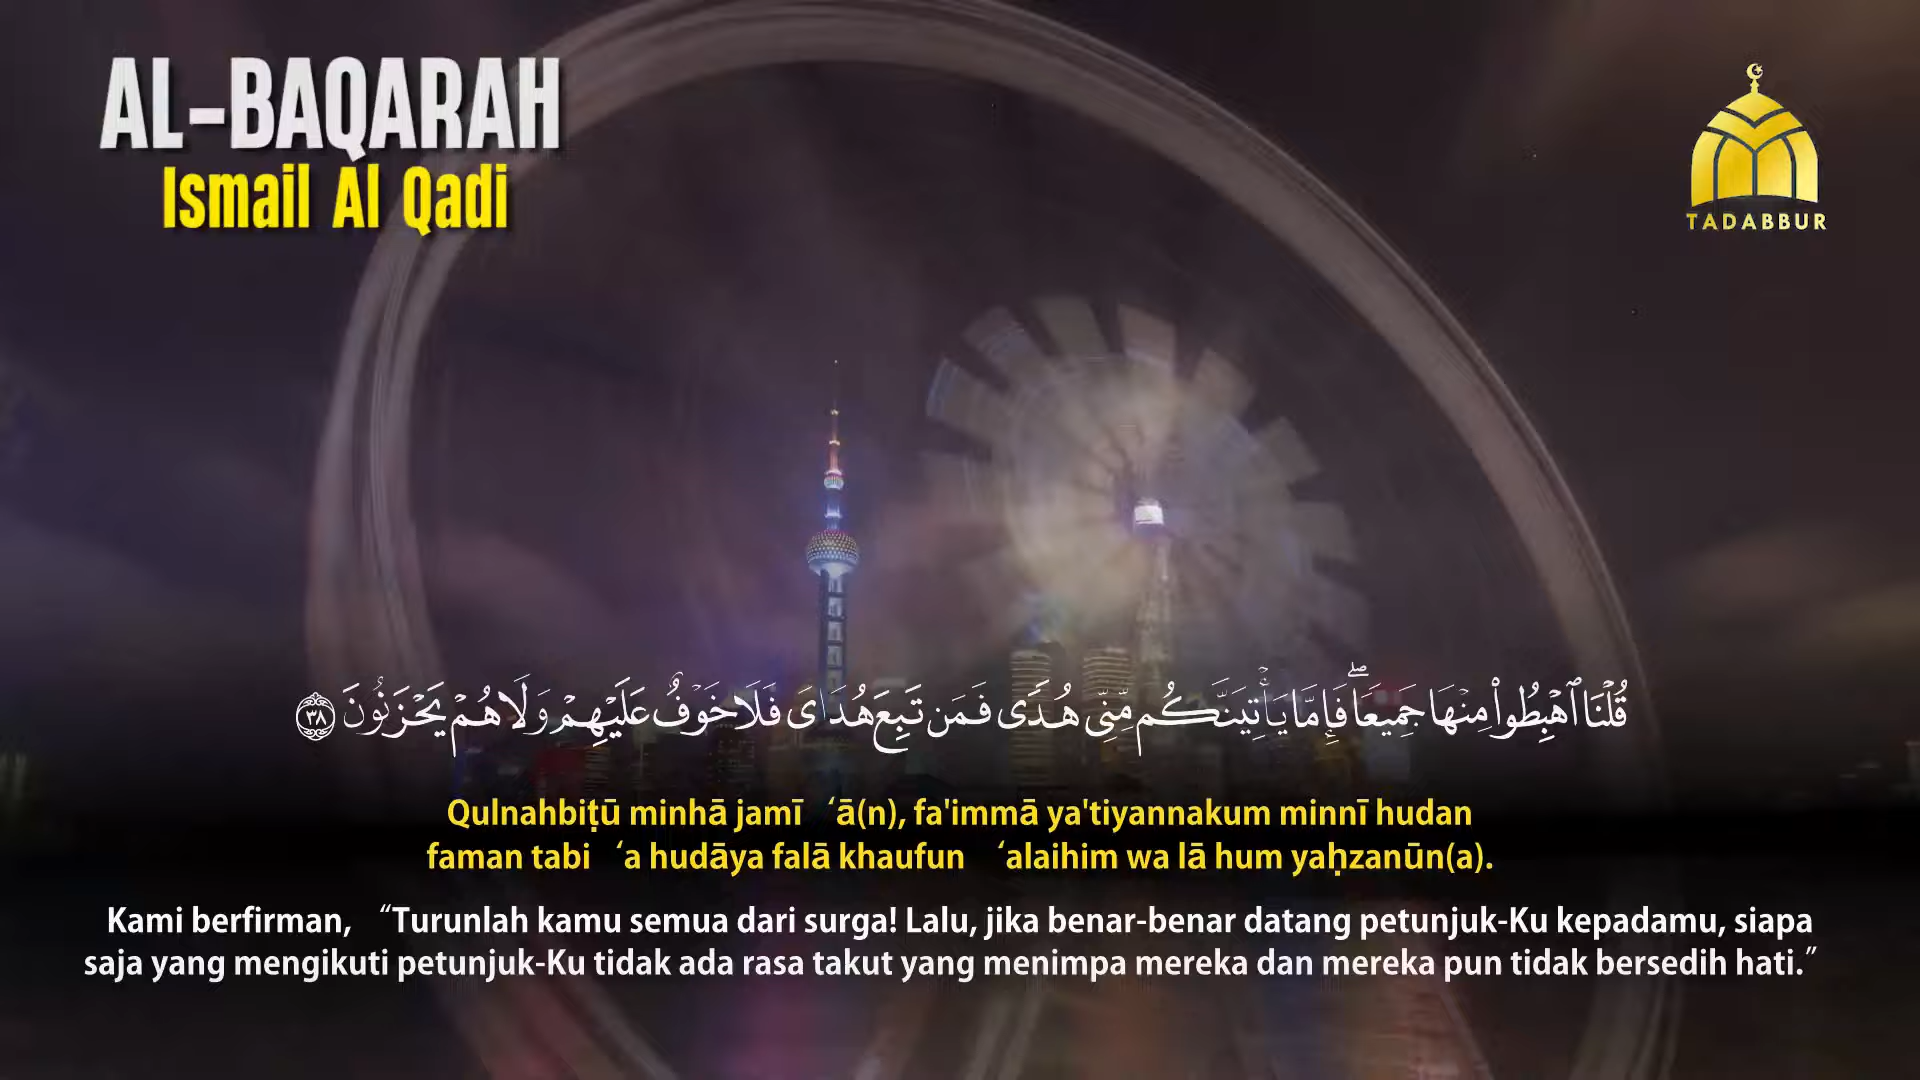 AL-BAQARAH
Ismail Al Qadi
TADABBUR
قُلْنَا ٱهْبِطُوا۟ مِنْهَا جَمِيعًا ۖ فَإِمَّا يَأْتِيَنَّكُم مِّنِّى هُدًى فَمَن تَبِعَ هُدَاىَ فَلَا خَوْفٌ عَلَيْهِمْ وَلَا هُمْ يَحْزَنُونَ ٣٨
Qulnahbiṭū minhā jamī‘ā(n), fa'immā ya'tiyannakum minnī hudan
faman tabi‘a hudāya falā khaufun ‘alaihim wa lā hum yaḥzanūn(a).
Kami berfirman, “Turunlah kamu semua dari surga! Lalu, jika benar-benar datang petunjuk-Ku kepadamu, siapa
saja yang mengikuti petunjuk-Ku tidak ada rasa takut yang menimpa mereka dan mereka pun tidak bersedih hati.”